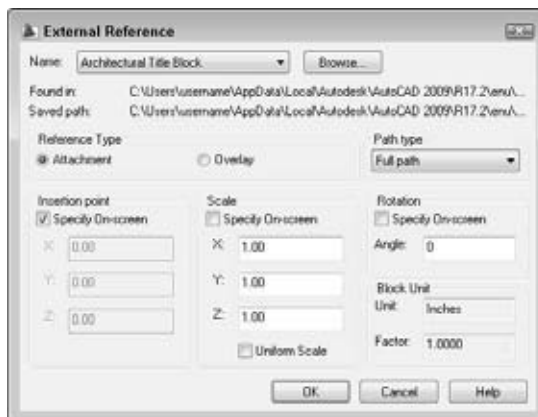 External Reference
Name: Architectural Title Block Browse...
Found in: C:\Users\username\AppData\Local\Autodesk\AutoCAD 2009\R17.2\enu\...
Saved path: C:\Users\username\AppData\Local\Autodesk\AutoCAD 2009\R17.2\enu\...
Reference Type
Attachment Overlay
Path type
Full path
Insertion point
Specify On-screen
X: 0.00
Y: 0.00
Z: 0.00
Scale
Specify On-screen
X: 1.00
Y: 1.00
Z: 1.00
Uniform Scale
Rotation
Specify On-screen
Angle: 0
Block Unit
Unit: Inches
Factor: 1.0000
OK Cancel Help